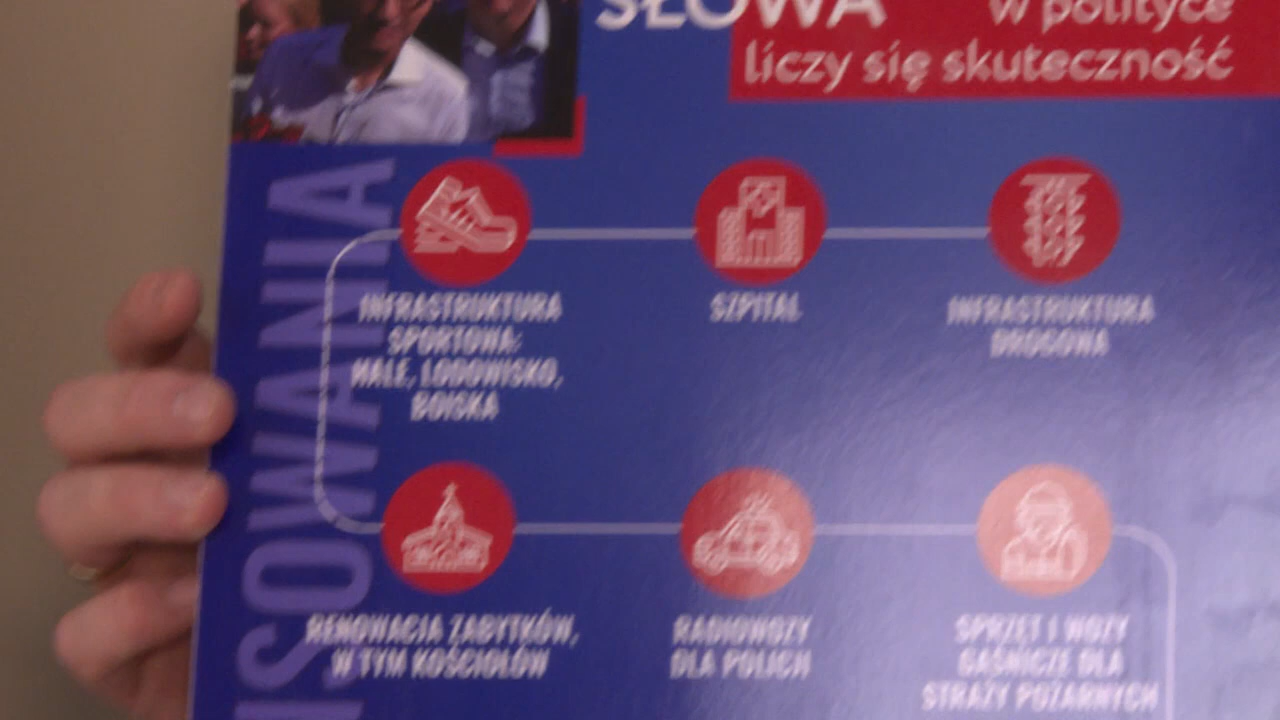 SŁOWA
w polityce
liczy się skuteczność
INFRASTRUKTURA
SPORTOWA:
HALE, LODOWISKO,
BOISKA
SZPITAL
INFRASTRUKTURA
DROGOWA
RENOWACJA ZABYTKÓW,
W TYM KOŚCIOŁÓW
RADIOWOZY
DLA POLICJI
SPRZĘT I WOZY
GAŚNICZE DLA
STRAŻY POŻARNYCH